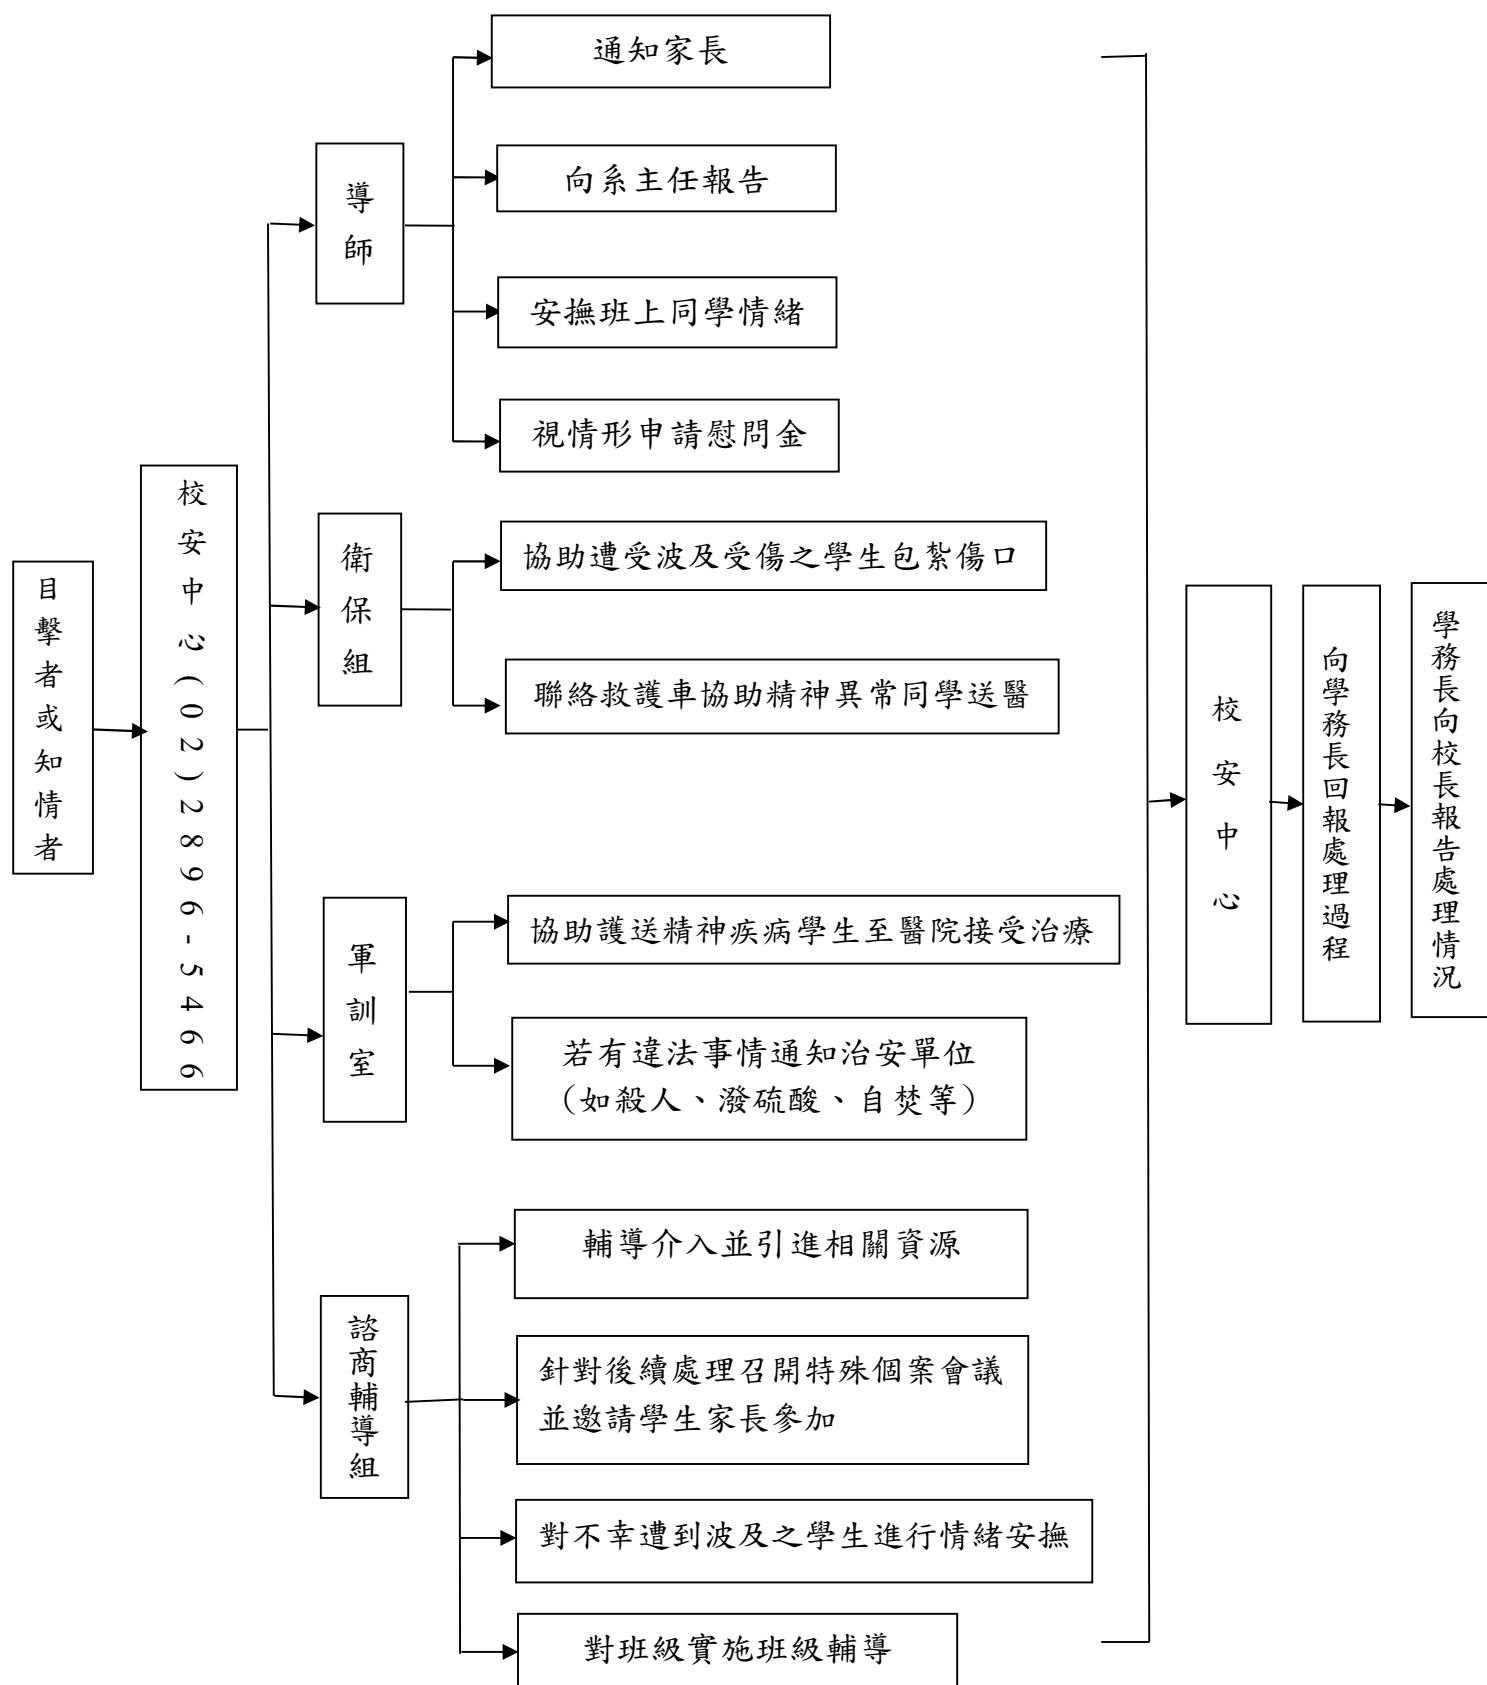 目擊者或知情者
校安中心(02)2896-5466
導師
通知家長
向系主任報告
安撫班上同學情緒
視情形申請慰問金
衛保組
協助遭受波及受傷之學生包紮傷口
聯絡救護車協助精神異常同學送醫
軍訓室
協助護送精神疾病學生至醫院接受治療
若有違法事情通知治安單位
（如殺人、潑硫酸、自焚等）
諮商輔導組
輔導介入並引進相關資源
針對後續處理召開特殊個案會議
並邀請學生家長參加
對不幸遭到波及之學生進行情緒安撫
對班級實施班級輔導
校安中心
向學務長回報處理過程
學務長向校長報告處理情況